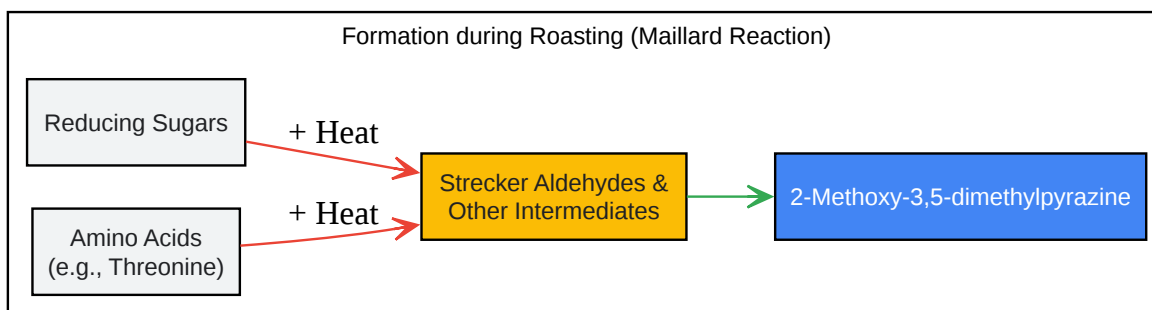 Formation during Roasting (Maillard Reaction)
Reducing Sugars
+ Heat
Amino Acids
(e.g., Threonine)
+ Heat
Strecker Aldehydes &
Other Intermediates
2-Methoxy-3,5-dimethylpyrazine